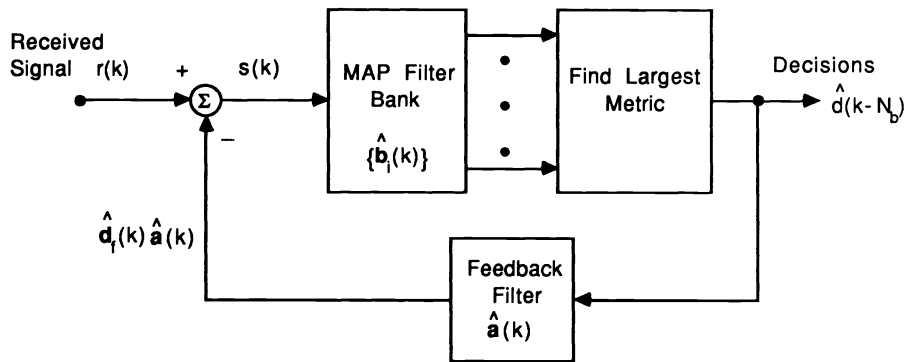 Received
Signal r(k)
+
Σ
−
s(k)
MAP Filter
Bank
{b̂ᵢ(k)}
Find Largest
Metric
Decisions
d̂(k-N_b)
d̂_f(k) â(k)
Feedback
Filter
â(k)